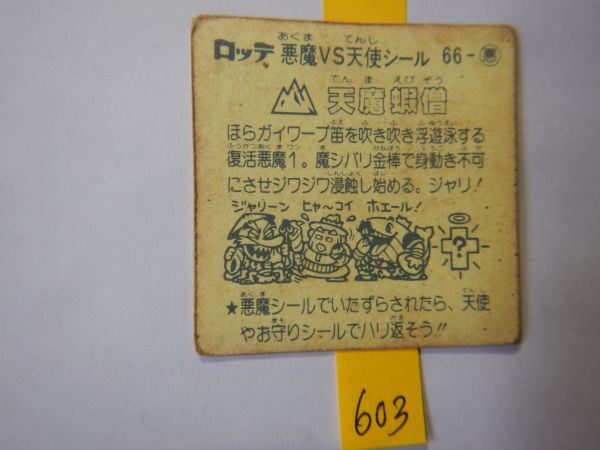 ロッテ 悪魔VS天使シール 66-悪
天魔蝦僧
ほらガイワープ笛を吹き吹き浮遊泳する
復活悪魔1。魔シバリ金棒で身動き不可
にさせジワジワ浸蝕し始める。ジャリ!
ジャリーン ヒャ〜コイ ホエール!
?
★悪魔シールでいたずらされたら、天使
やお守りシールでハリ返そう!!
603